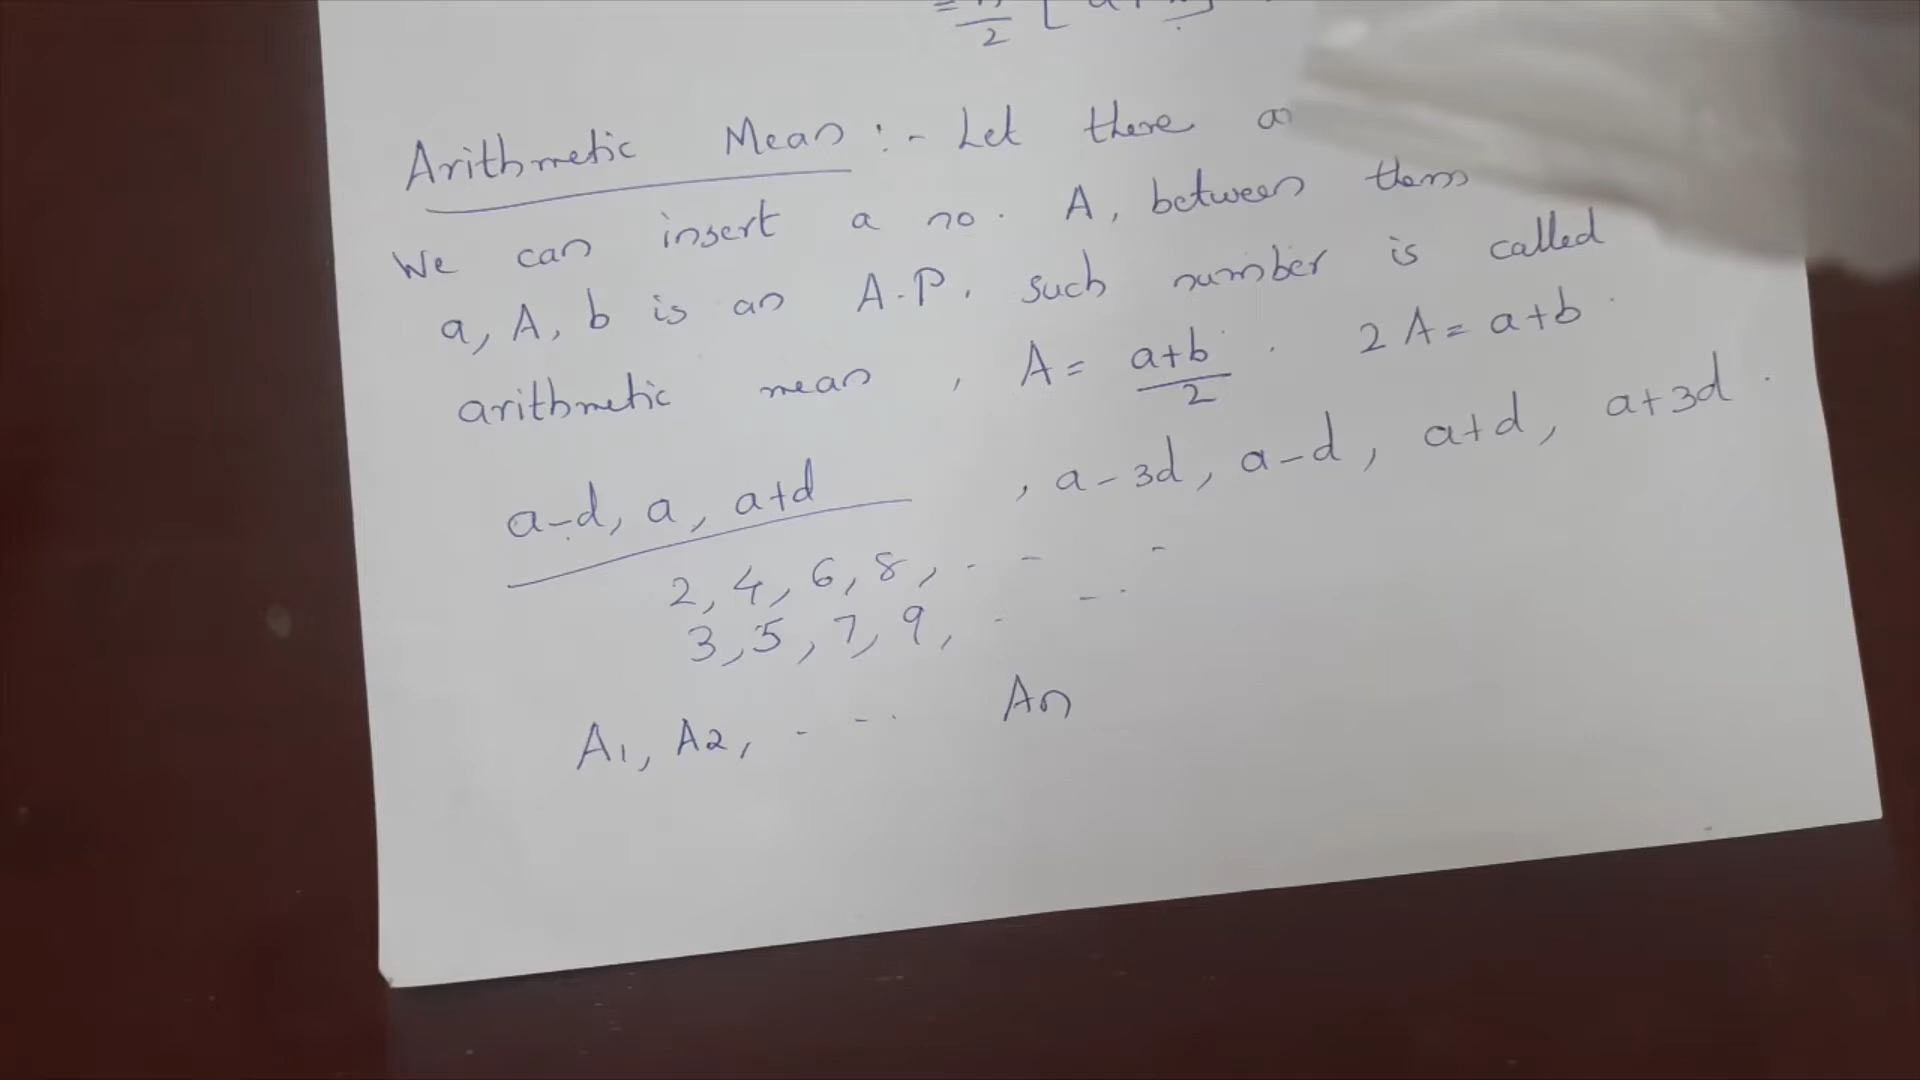 2
Arithmetic Mean :- Let there
We can insert a no. A, between them
a, A, b is an A.P. such number is called
arithmetic mean, A = a+b/2 . 2A = a+b.
a-d, a, a+d , a-3d, a-d, a+d, a+3d.
2, 4, 6, 8, . - -
3, 5, 7, 9, . - . -
A1, A2, - - . An